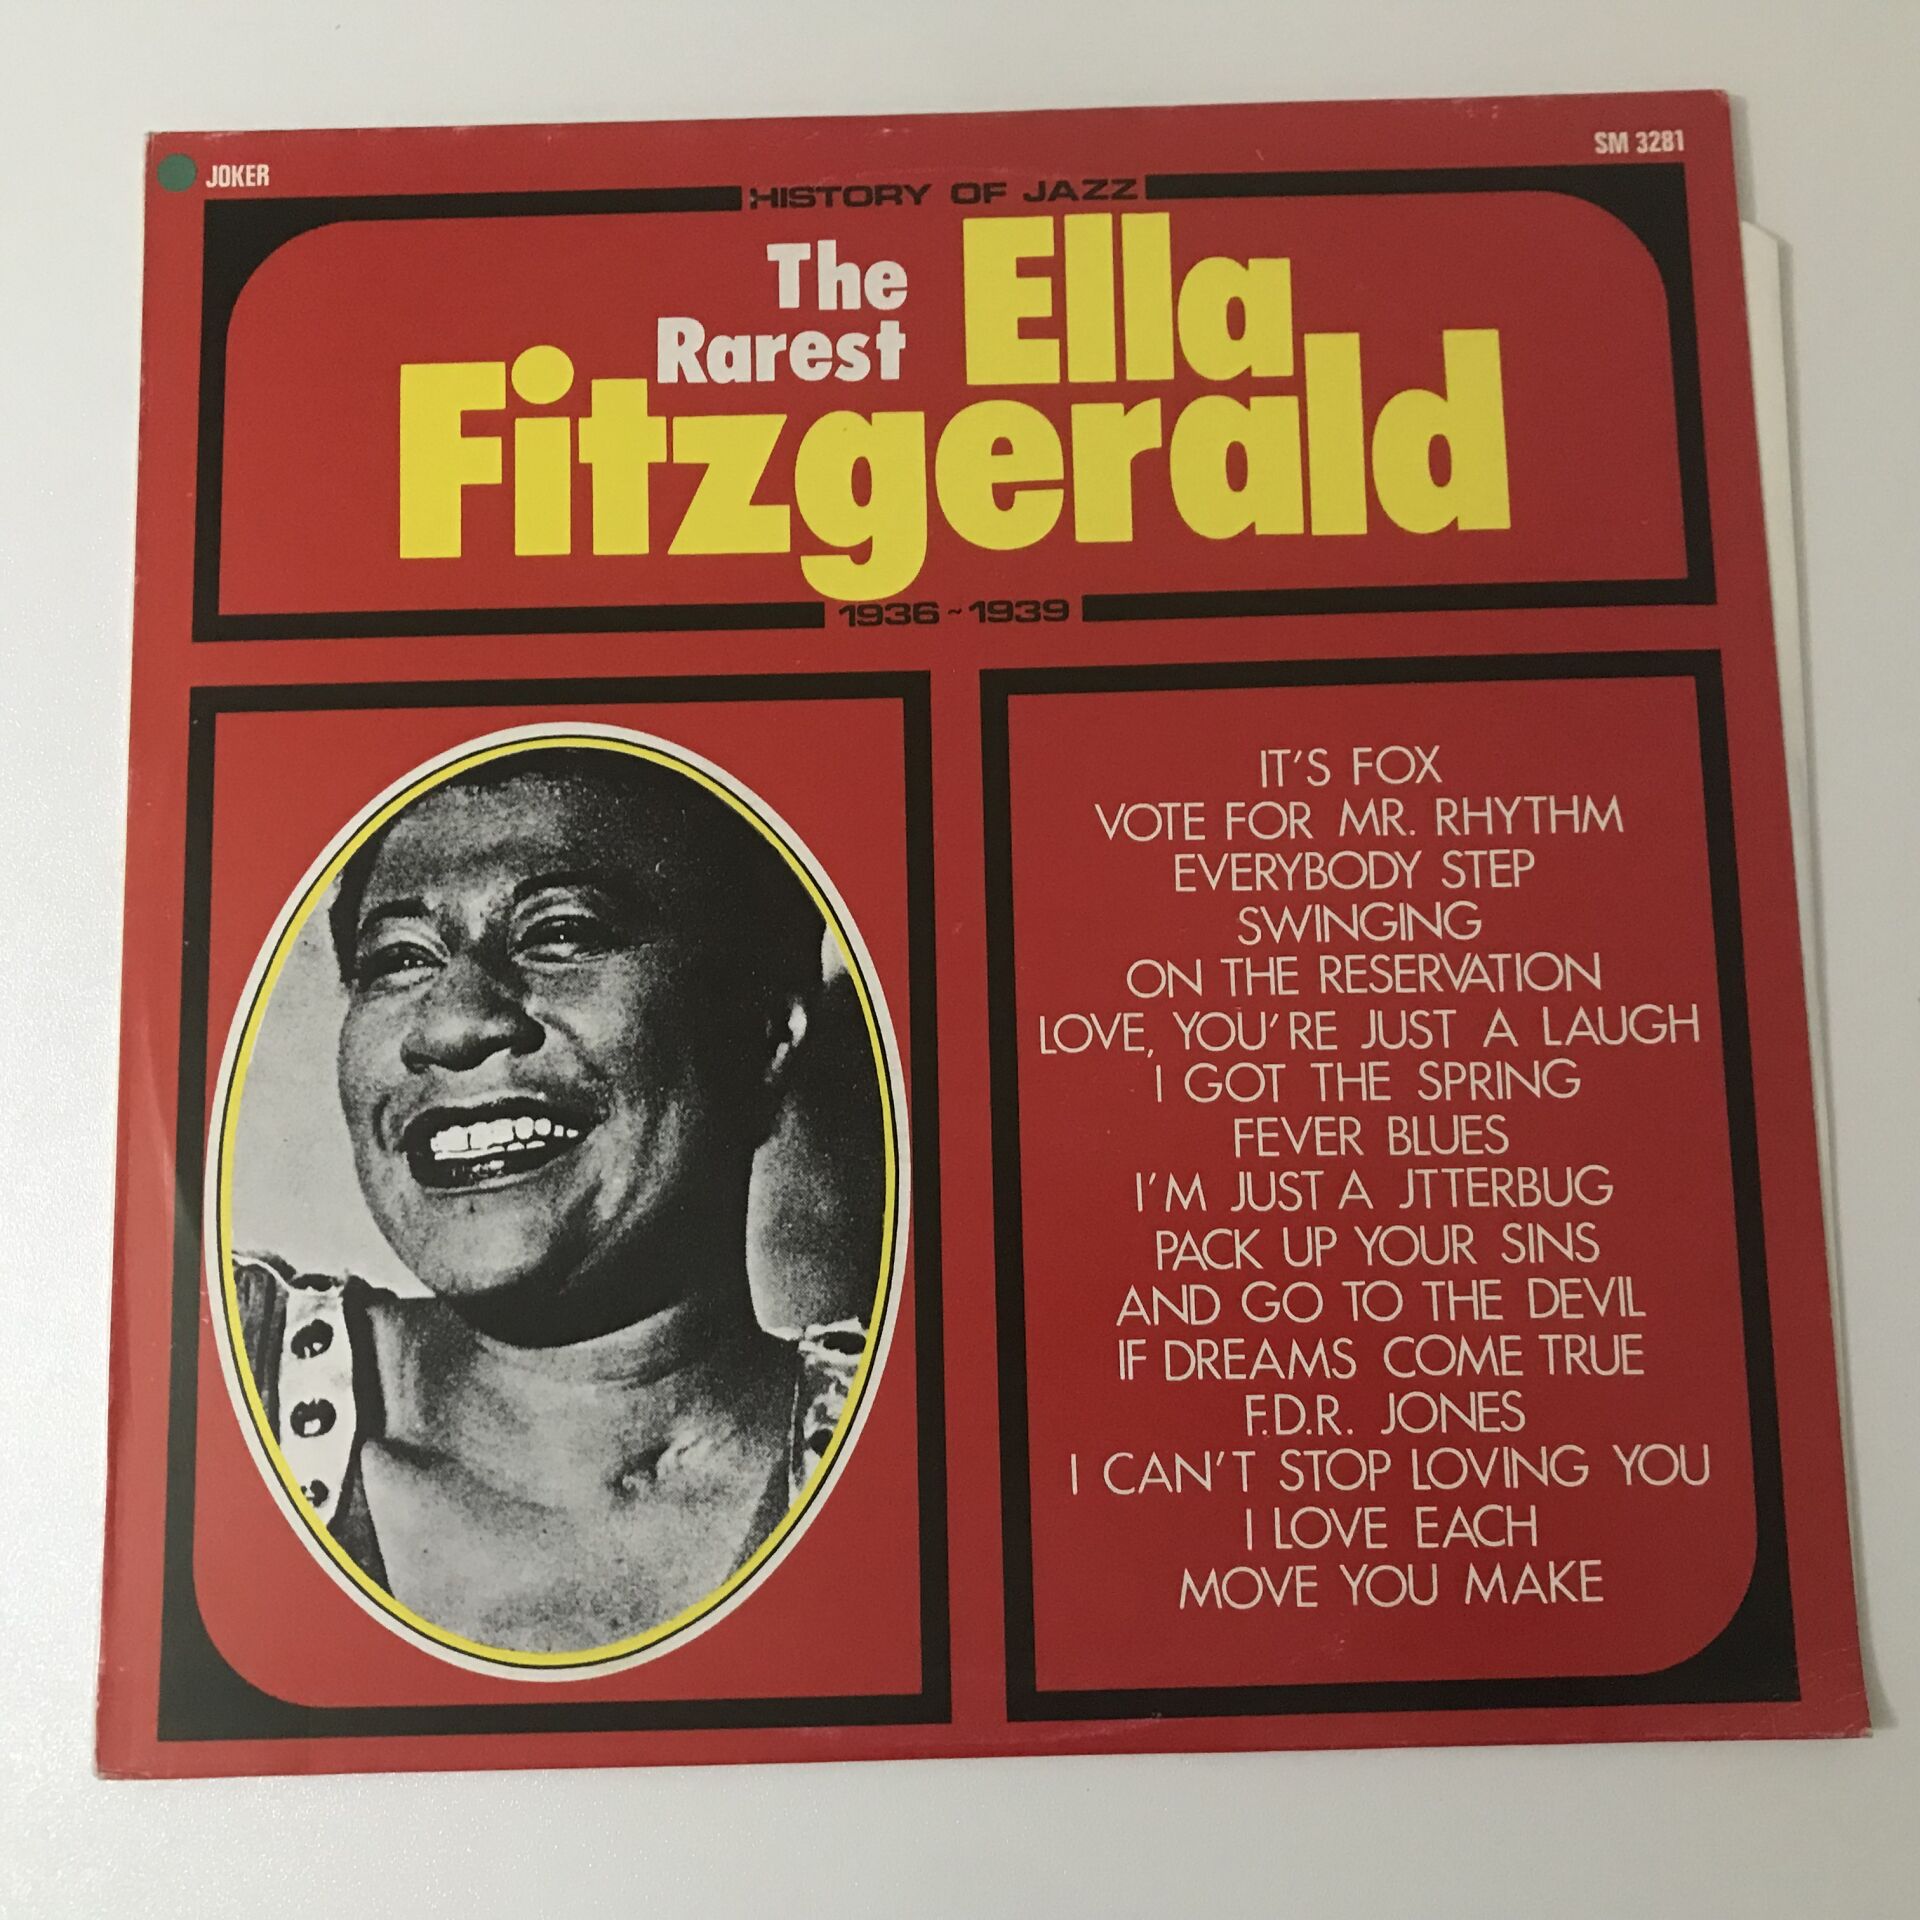 JOKER
SM 3281
HISTORY OF JAZZ
The
Rarest
Ella
Fitzgerald
1936~1939
IT'S FOX
VOTE FOR MR. RHYTHM
EVERYBODY STEP
SWINGING
ON THE RESERVATION
LOVE, YOU'RE JUST A LAUGH
I GOT THE SPRING
FEVER BLUES
I'M JUST A JTTERBUG
PACK UP YOUR SINS
AND GO TO THE DEVIL
IF DREAMS COME TRUE
F.D.R. JONES
I CAN'T STOP LOVING YOU
I LOVE EACH
MOVE YOU MAKE